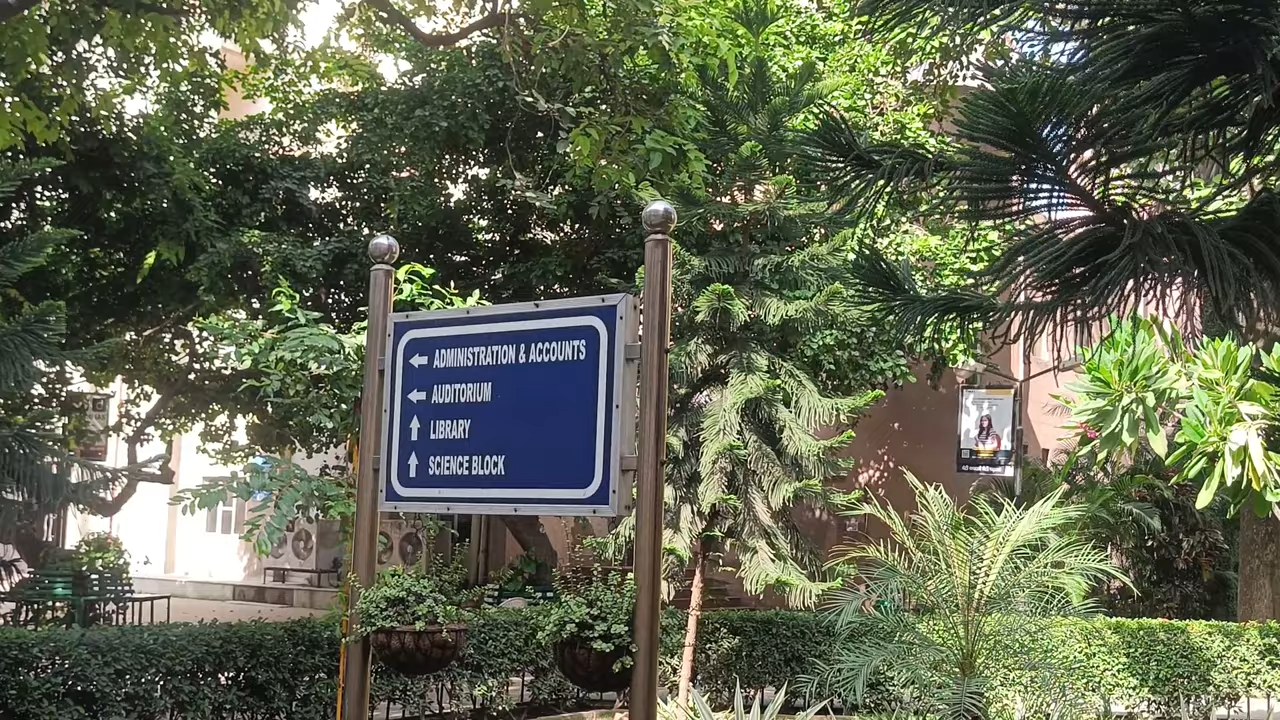 ← ADMINISTRATION & ACCOUNTS
← AUDITORIUM
↑ LIBRARY
↑ SCIENCE BLOCK